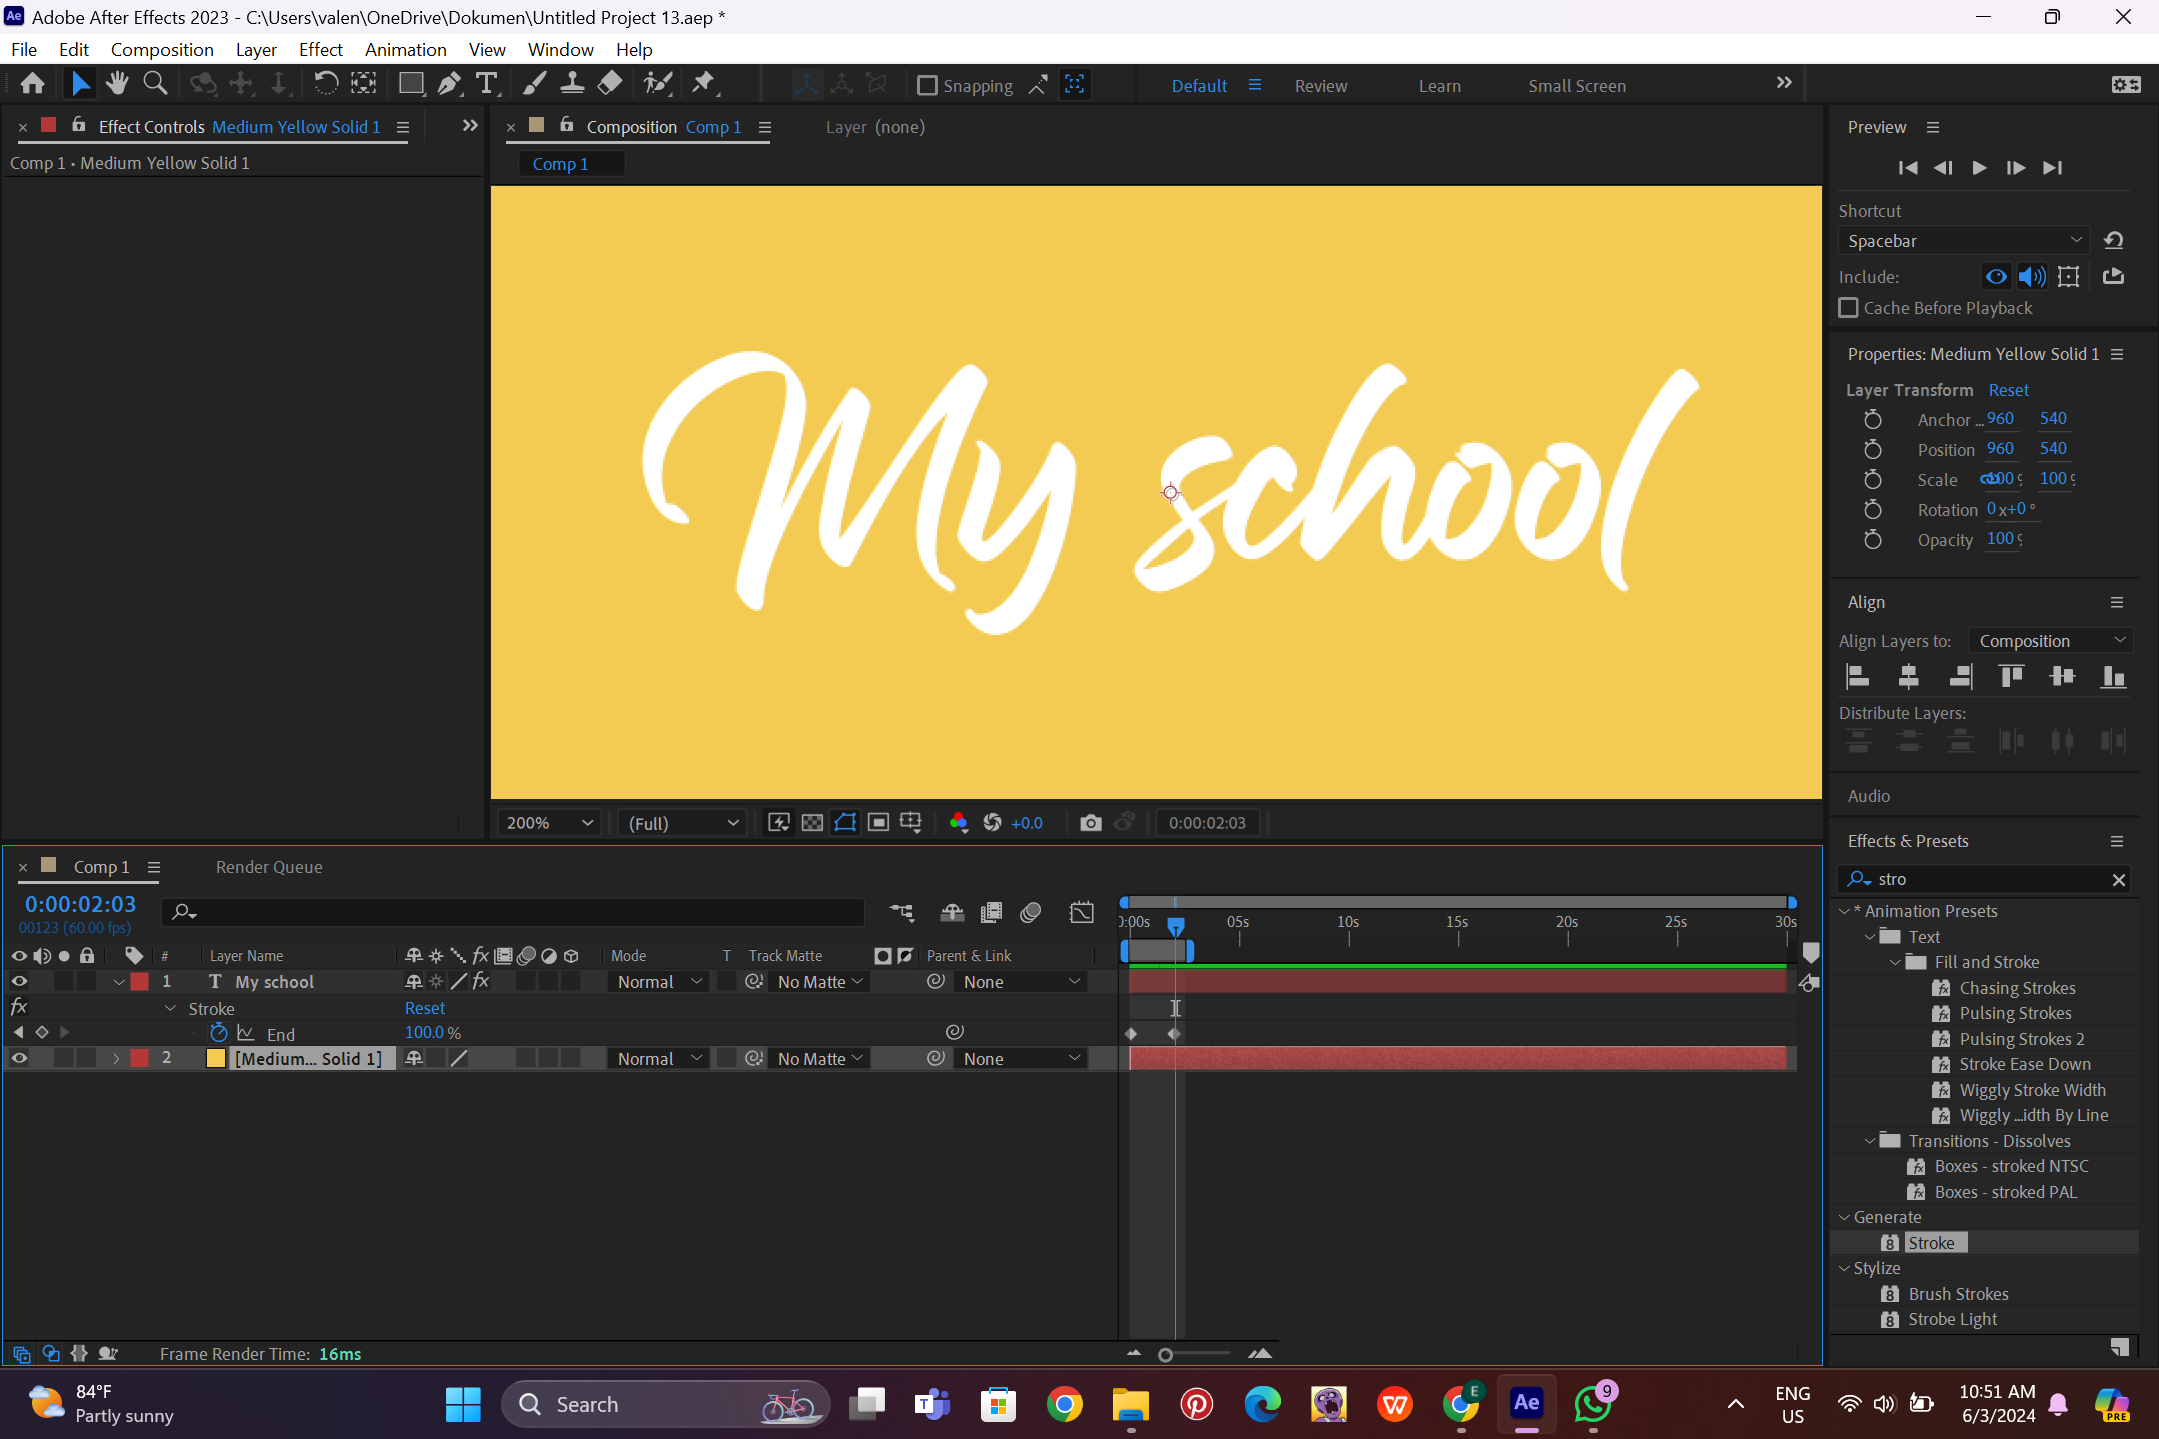 Adobe After Effects 2023 - C:\Users\valen\OneDrive\Dokumen\Untitled Project 13.aep *
File Edit Composition Layer Effect Animation View Window Help
Snapping Default Review Learn Small Screen
Effect Controls Medium Yellow Solid 1
Comp 1 • Medium Yellow Solid 1
Composition Comp 1
Layer (none)
Comp 1
My school
200% (Full) +0.0 0:00:02:03
Preview
Shortcut
Spacebar
Include:
Cache Before Playback
Properties: Medium Yellow Solid 1
Layer Transform Reset
Anchor ... 960 540
Position 960 540
Scale 100 100
Rotation 0x+0°
Opacity 100
Align
Align Layers to: Composition
Distribute Layers:
Audio
Effects & Presets
stro
* Animation Presets
Text
Fill and Stroke
Chasing Strokes
Pulsing Strokes
Pulsing Strokes 2
Stroke Ease Down
Wiggly Stroke Width
Wiggly ...idth By Line
Transitions - Dissolves
Boxes - stroked NTSC
Boxes - stroked PAL
Generate
Stroke
Stylize
Brush Strokes
Strobe Light
Comp 1 Render Queue
0:00:02:03
00123 (60.00 fps)
0:00s 05s 10s 15s 20s 25s 30s
# Layer Name fx Mode T Track Matte Parent & Link
1 T My school fx Normal No Matte None
fx Stroke Reset
End 100.0 %
2 [Medium... Solid 1] Normal No Matte None
Frame Render Time: 16ms
84°F
Partly sunny
Search
Ae
9
ENG
US
10:51 AM
6/3/2024
PRE